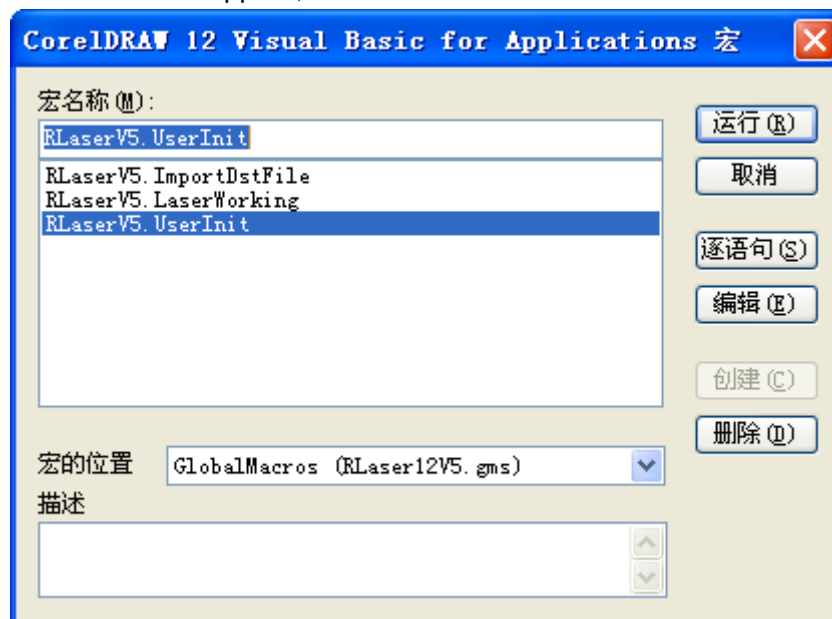 CorelDRAW 12 Visual Basic for Applications 宏
宏名称(M):
RLaserV5.UserInit
RLaserV5.ImportDstFile
RLaserV5.LaserWorking
RLaserV5.UserInit
运行(R)
取消
逐语句(S)
编辑(E)
创建(C)
删除(D)
宏的位置
GlobalMacros (RLaser12V5.gms)
描述